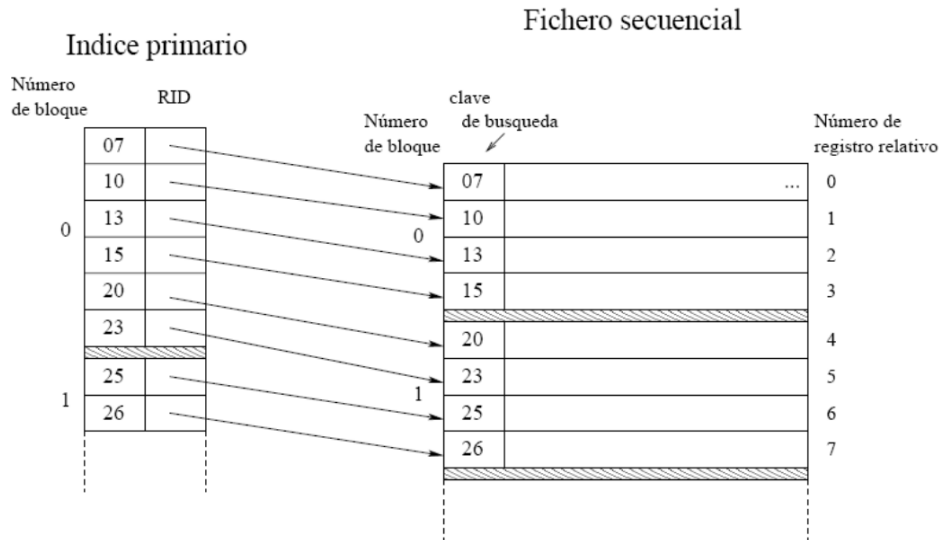 Fichero secuencial
Indice primario
Número
de bloque
RID
clave
de busqueda
Número
de bloque
Número de
registro relativo
07
10
13
15
20
23
25
26
0
1
07 ...
10
13
15
20
23
25
26
0
1
0
1
2
3
4
5
6
7